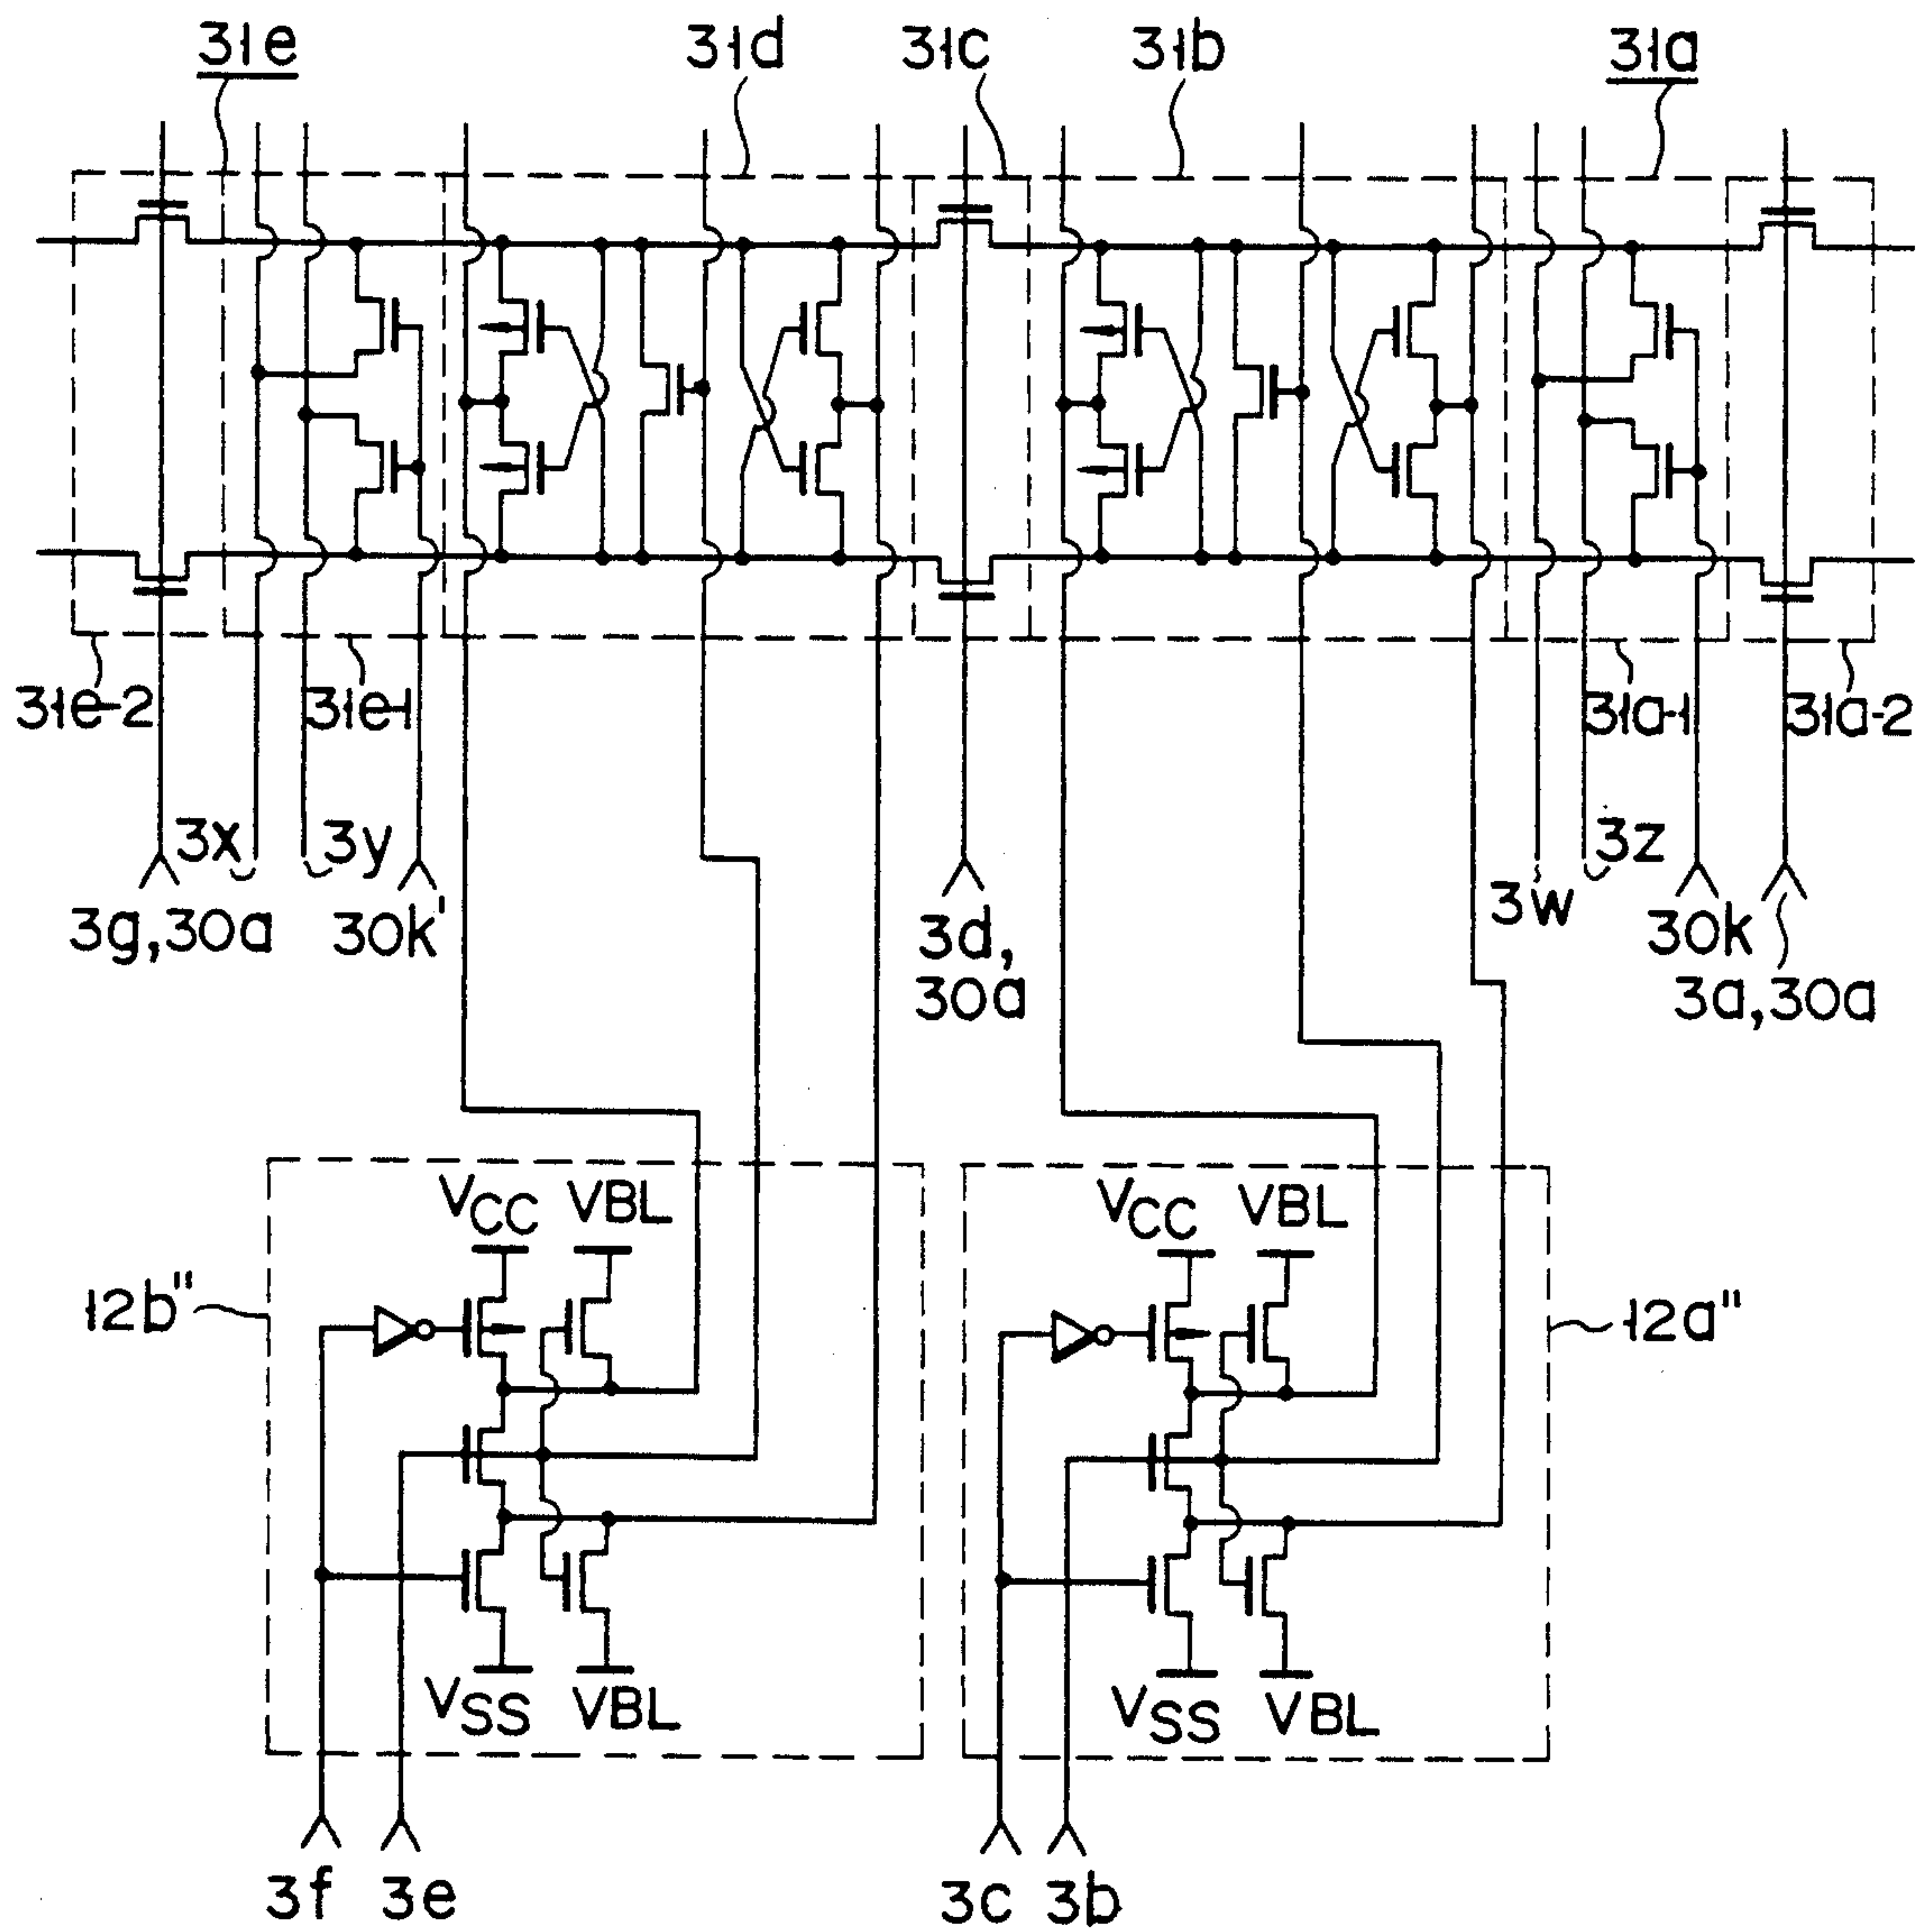 31e
31d
31c
31b
31a
31e-2
31e-1
31a-1
31a-2
3x
3y
3z
3w
3g,30a
30k'
3d,
30a
30k
3a,30a
VCC
VBL
VCC
VBL
12b"
12a"
VSS
VBL
VSS
VBL
3f
3e
3c
3b